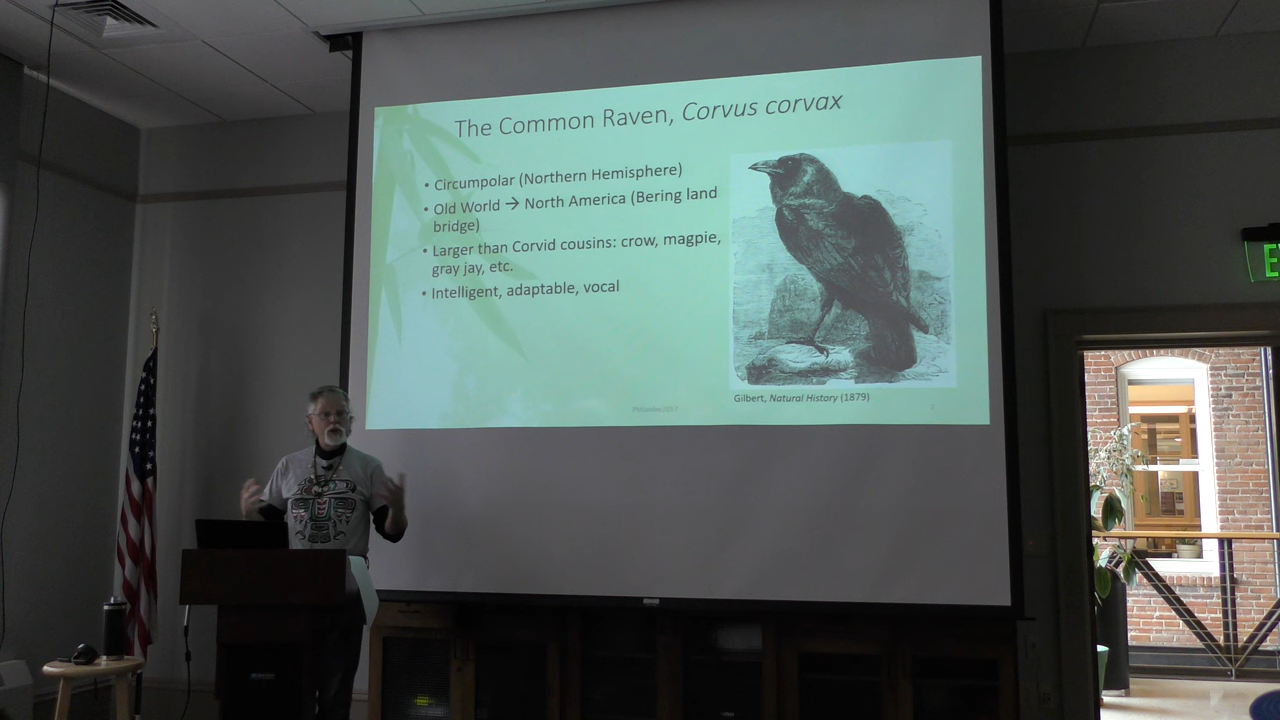 The Common Raven, Corvus corvax
• Circumpolar (Northern Hemisphere)
• Old World → North America (Bering land
bridge)
• Larger than Corvid cousins: crow, magpie,
gray jay, etc.
• Intelligent, adaptable, vocal
Gilbert, Natural History (1879)